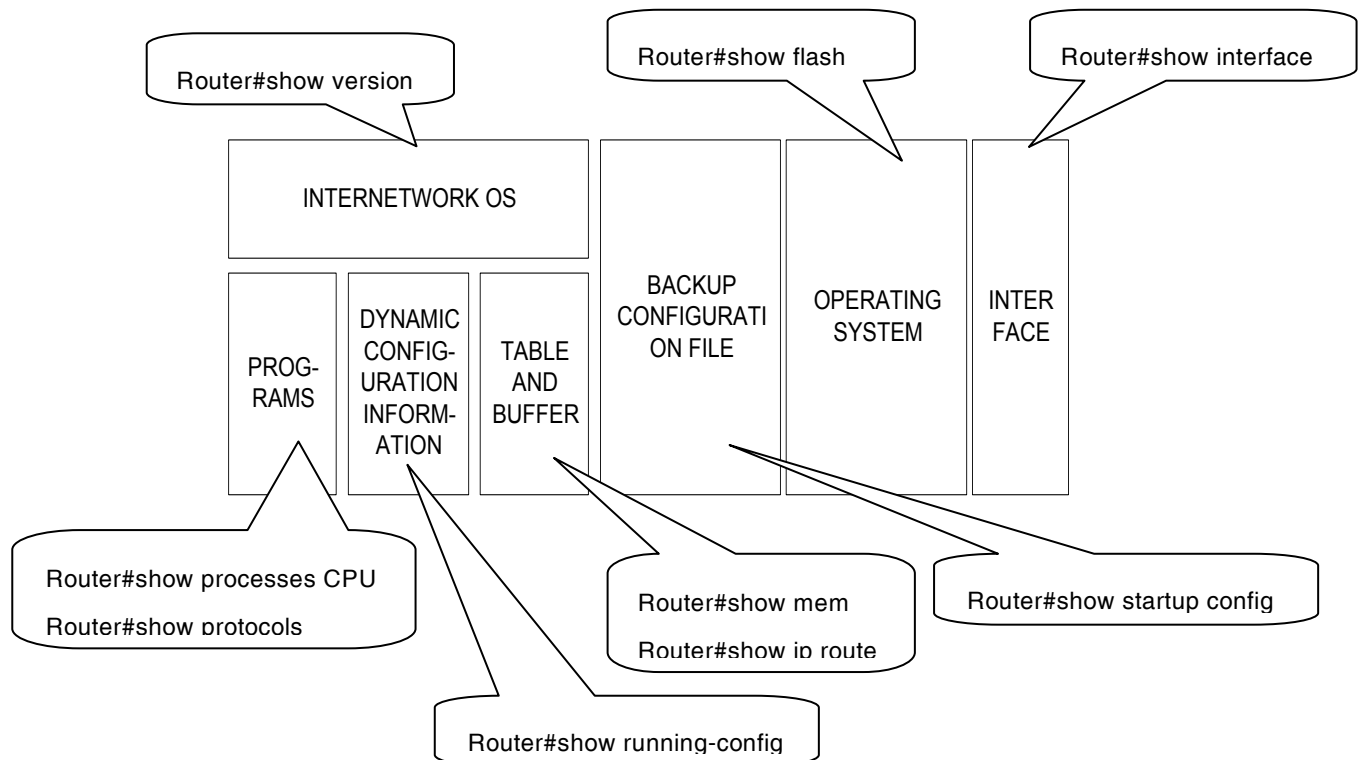 Router#show version
Router#show flash
Router#show interface
INTERNETWORK OS
PROG-
RAMS
DYNAMIC
CONFIG-
URATION
INFORM-
ATION
TABLE
AND
BUFFER
BACKUP
CONFIGURATI
ON FILE
OPERATING
SYSTEM
INTER
FACE
Router#show processes CPU
Router#show protocols
Router#show mem
Router#show ip route
Router#show startup config
Router#show running-config